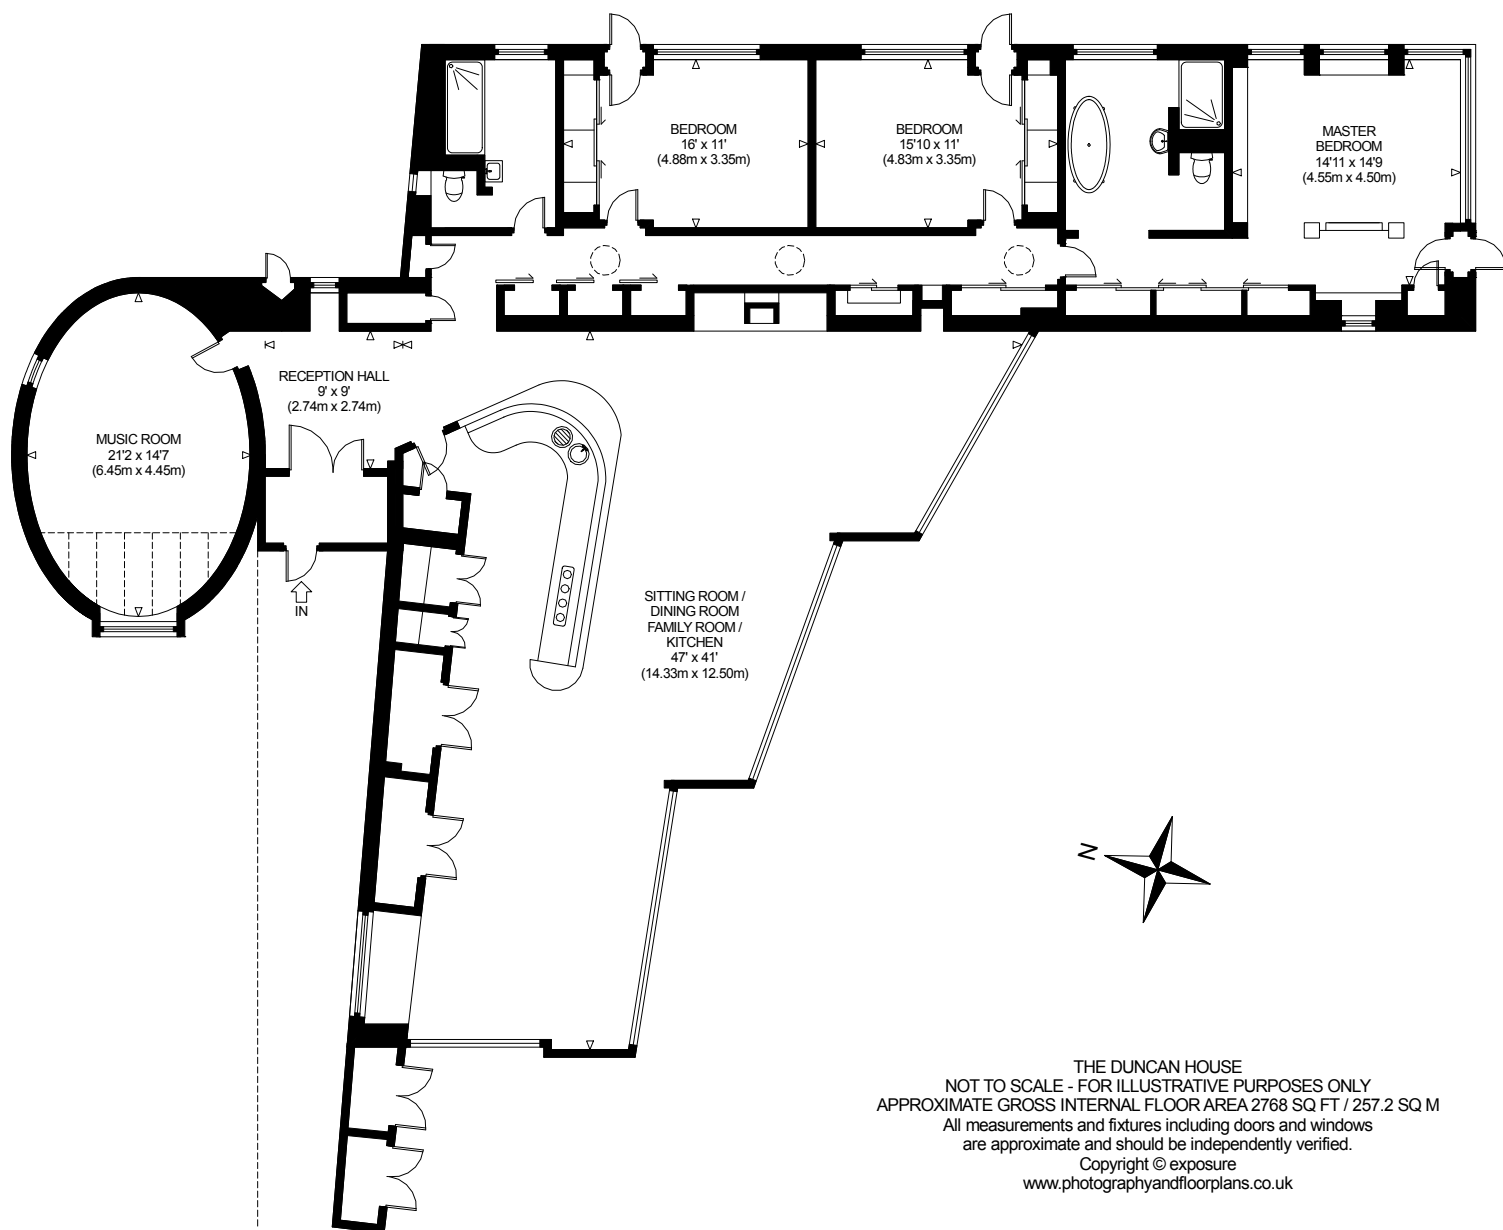 BEDROOM
16' x 11'
(4.88m x 3.35m)
BEDROOM
15'10 x 11'
(4.83m x 3.35m)
MASTER
BEDROOM
14'11 x 14'9
(4.55m x 4.50m)
RECEPTION HALL
9' x 9'
(2.74m x 2.74m)
MUSIC ROOM
21'2 x 14'7
(6.45m x 4.45m)
IN
SITTING ROOM /
DINING ROOM
FAMILY ROOM /
KITCHEN
47' x 41'
(14.33m x 12.50m)
N
THE DUNCAN HOUSE
NOT TO SCALE - FOR ILLUSTRATIVE PURPOSES ONLY
APPROXIMATE GROSS INTERNAL FLOOR AREA 2768 SQ FT / 257.2 SQ M
All measurements and fixtures including doors and windows
are approximate and should be independently verified.
Copyright © exposure
www.photographyandfloorplans.co.uk